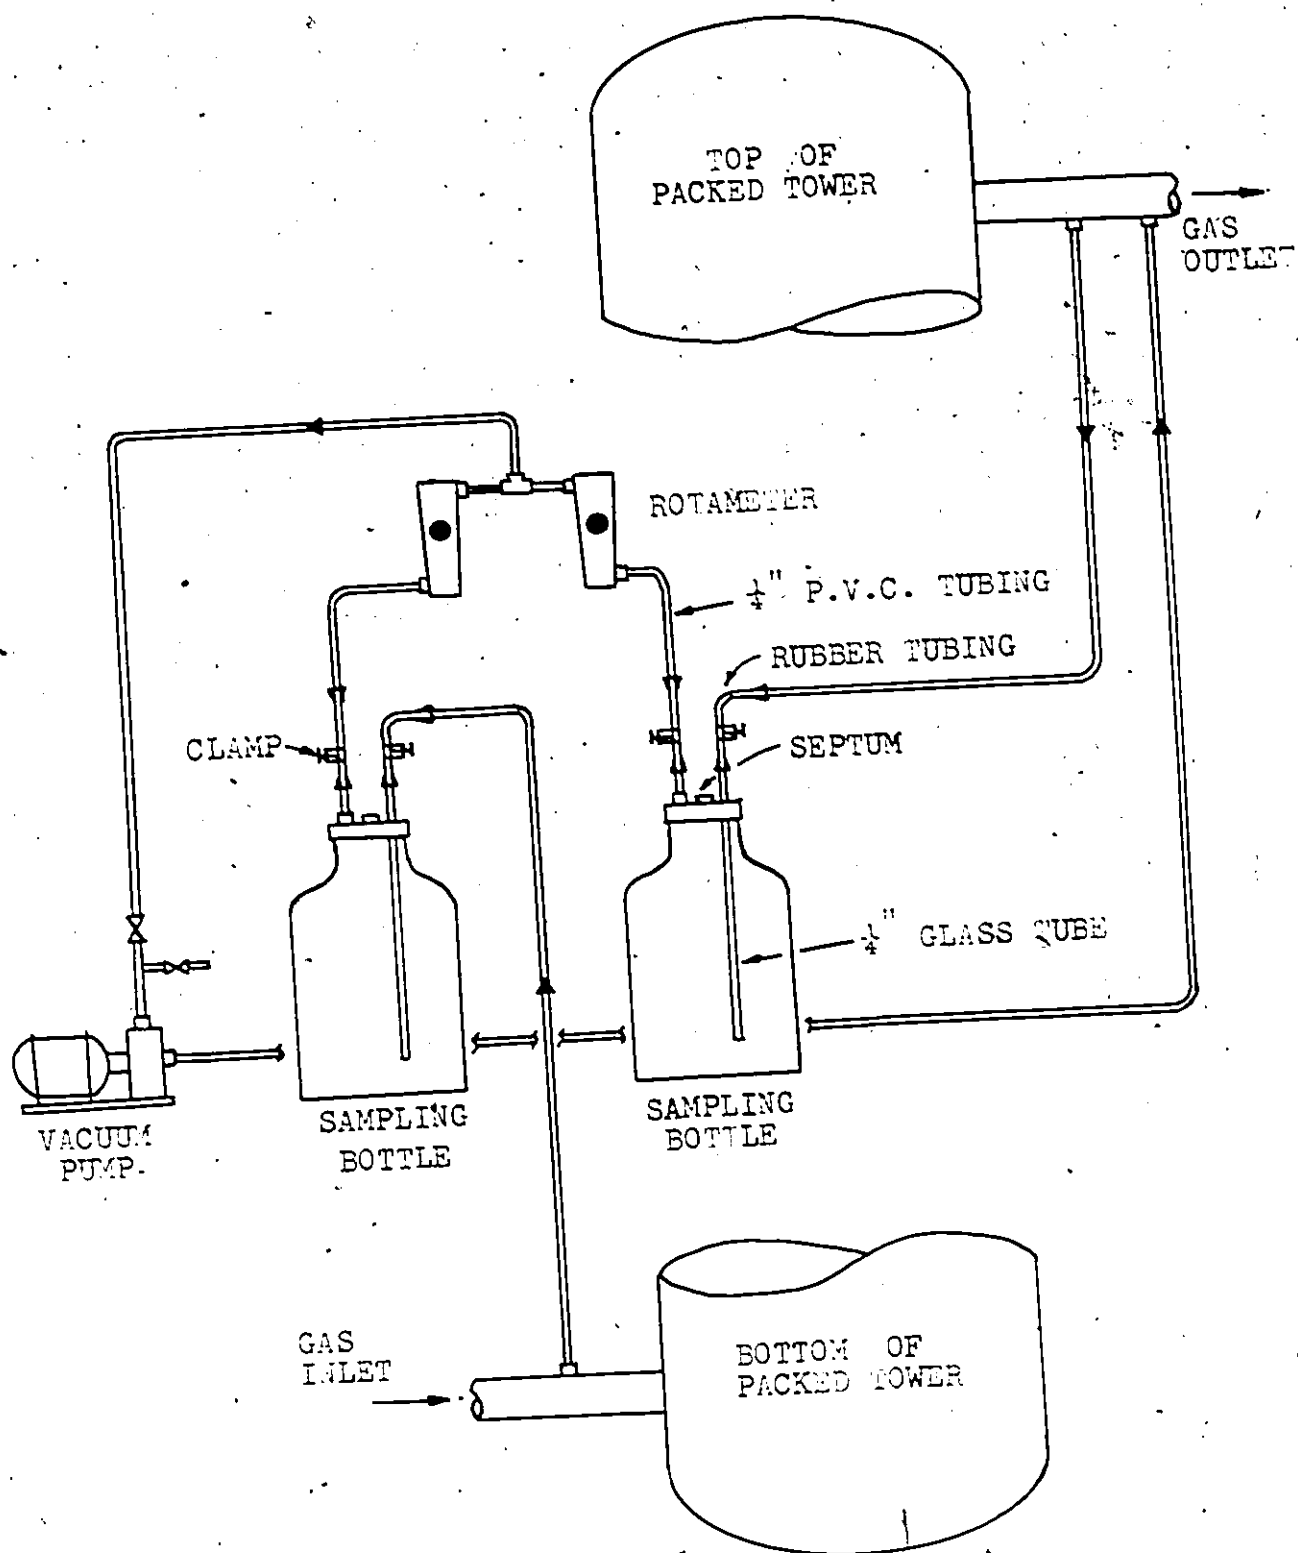 TOP OF
PACKED TOWER
GAS
OUTLET
ROTAMETER
¼" P.V.C. TUBING
RUBBER TUBING
CLAMP
SEPTUM
¼" GLASS TUBE
VACUUM
PUMP
SAMPLING
BOTTLE
SAMPLING
BOTTLE
GAS
INLET
BOTTOM OF
PACKED TOWER